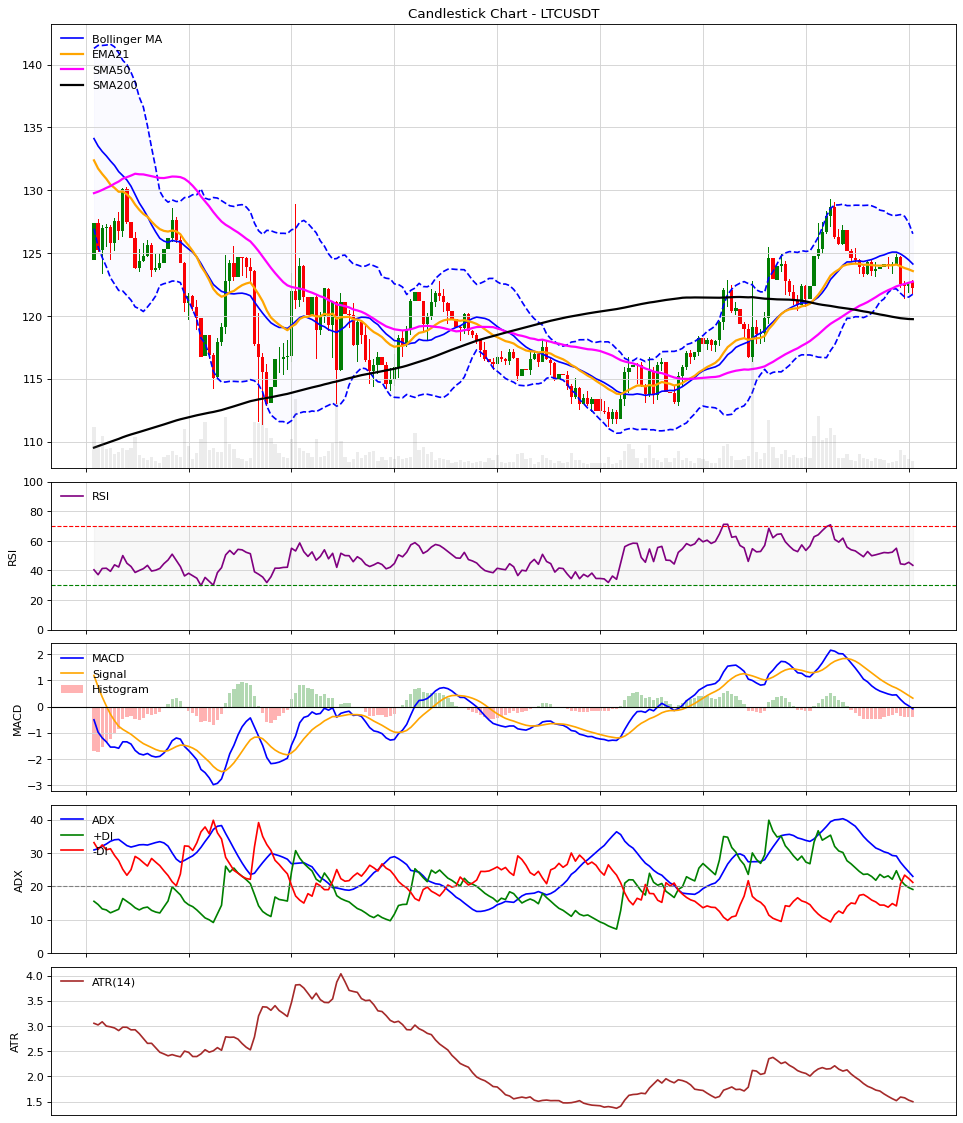 Candlestick Chart - LTCUSDT
Bollinger MA
EMA21
SMA50
SMA200
140
135
130
125
120
115
110
RSI
100
80
60
40
20
0
RSI
MACD
Signal
Histogram
2
1
0
−1
−2
−3
MACD
ADX
+DI
-DI
40
30
20
10
0
ADX
ATR(14)
4.0
3.5
3.0
2.5
2.0
1.5
ATR